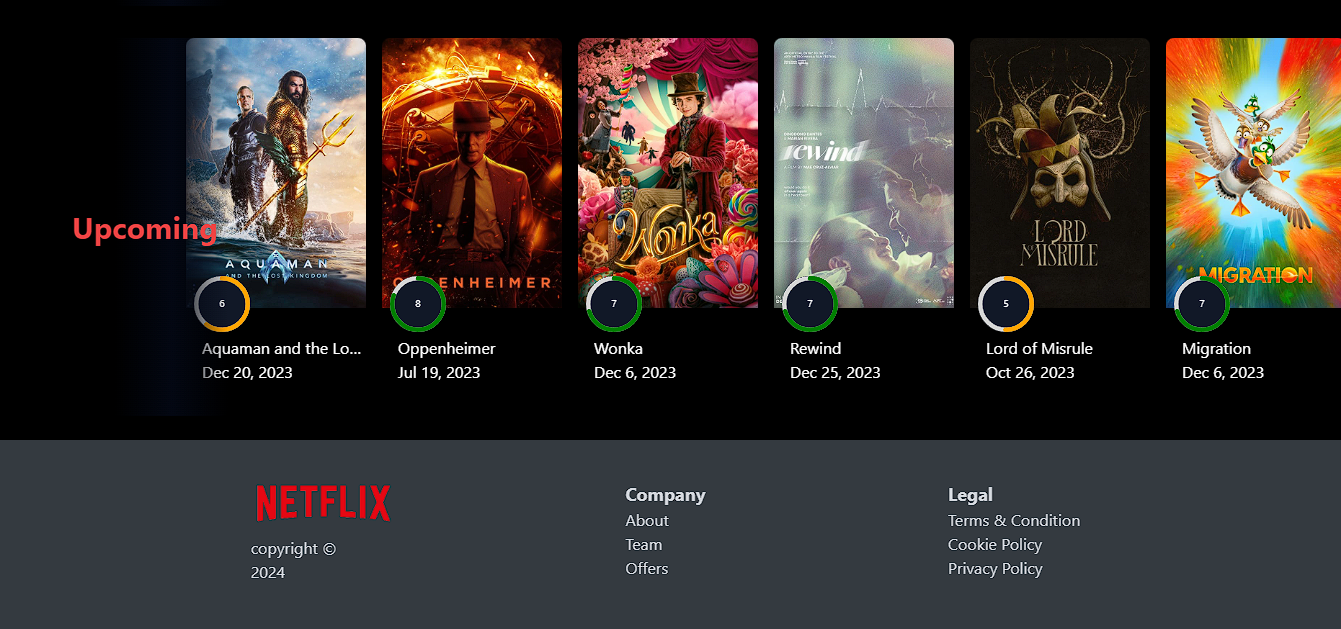 Upcoming
AQUAMAN
AND THE LOST KINGDOM
6
Aquaman and the Lo...
Dec 20, 2023
OPPENHEIMER
8
Oppenheimer
Jul 19, 2023
Wonka
7
Wonka
Dec 6, 2023
rewind
7
Rewind
Dec 25, 2023
LORD
OF
MISRULE
5
Lord of Misrule
Oct 26, 2023
MIGRATION
7
Migration
Dec 6, 2023
NETFLIX
copyright ©
2024
Company
About
Team
Offers
Legal
Terms & Condition
Cookie Policy
Privacy Policy